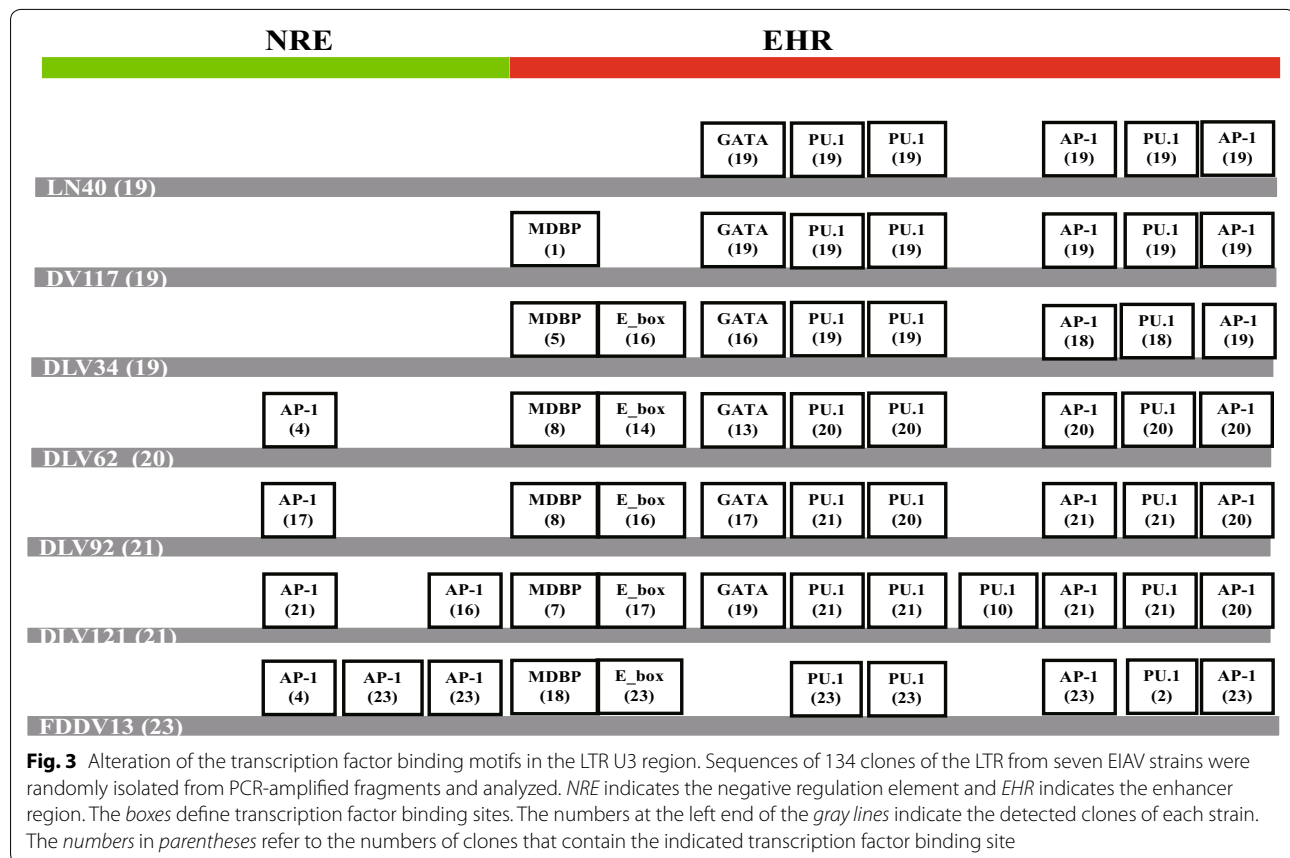 NRE EHR
GATA PU.1 PU.1 AP-1 PU.1 AP-1
(19) (19) (19) (19) (19) (19)
LN40 (19)
MDBP GATA PU.1 PU.1 AP-1 PU.1 AP-1
(1) (19) (19) (19) (19) (19) (19)
DV117 (19)
MDBP E_box GATA PU.1 PU.1 AP-1 PU.1 AP-1
(5) (16) (16) (19) (19) (18) (18) (19)
DLV34 (19)
AP-1 MDBP E_box GATA PU.1 PU.1 AP-1 PU.1 AP-1
(4) (8) (14) (13) (20) (20) (20) (20) (20)
DLV62 (20)
AP-1 MDBP E_box GATA PU.1 PU.1 AP-1 PU.1 AP-1
(17) (8) (16) (17) (21) (20) (21) (21) (20)
DLV92 (21)
AP-1 AP-1 MDBP E_box GATA PU.1 PU.1 PU.1 AP-1 PU.1 AP-1
(21) (16) (7) (17) (19) (21) (21) (10) (21) (21) (20)
DLV121 (21)
AP-1 AP-1 AP-1 MDBP E_box PU.1 PU.1 AP-1 PU.1 AP-1
(4) (23) (23) (18) (23) (23) (23) (23) (2) (23)
FDDV13 (23)
Fig. 3 Alteration of the transcription factor binding motifs in the LTR U3 region. Sequences of 134 clones of the LTR from seven EIAV strains were
randomly isolated from PCR-amplified fragments and analyzed. NRE indicates the negative regulation element and EHR indicates the enhancer
region. The boxes define transcription factor binding sites. The numbers at the left end of the gray lines indicate the detected clones of each strain.
The numbers in parentheses refer to the numbers of clones that contain the indicated transcription factor binding site